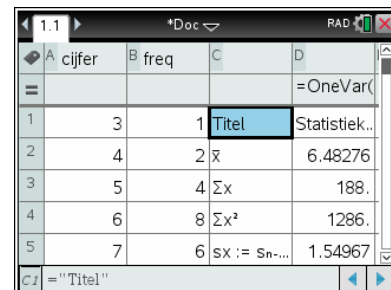 1.1 *Doc RAD
A cijfer B freq C D
= =OneVar(
1 3 1 Titel Statistiek..
2 4 2 x̄ 6.48276
3 5 4 Σx 188.
4 6 8 Σx² 1286.
5 7 6 sx := sn-... 1.54967
C1 ="Titel"